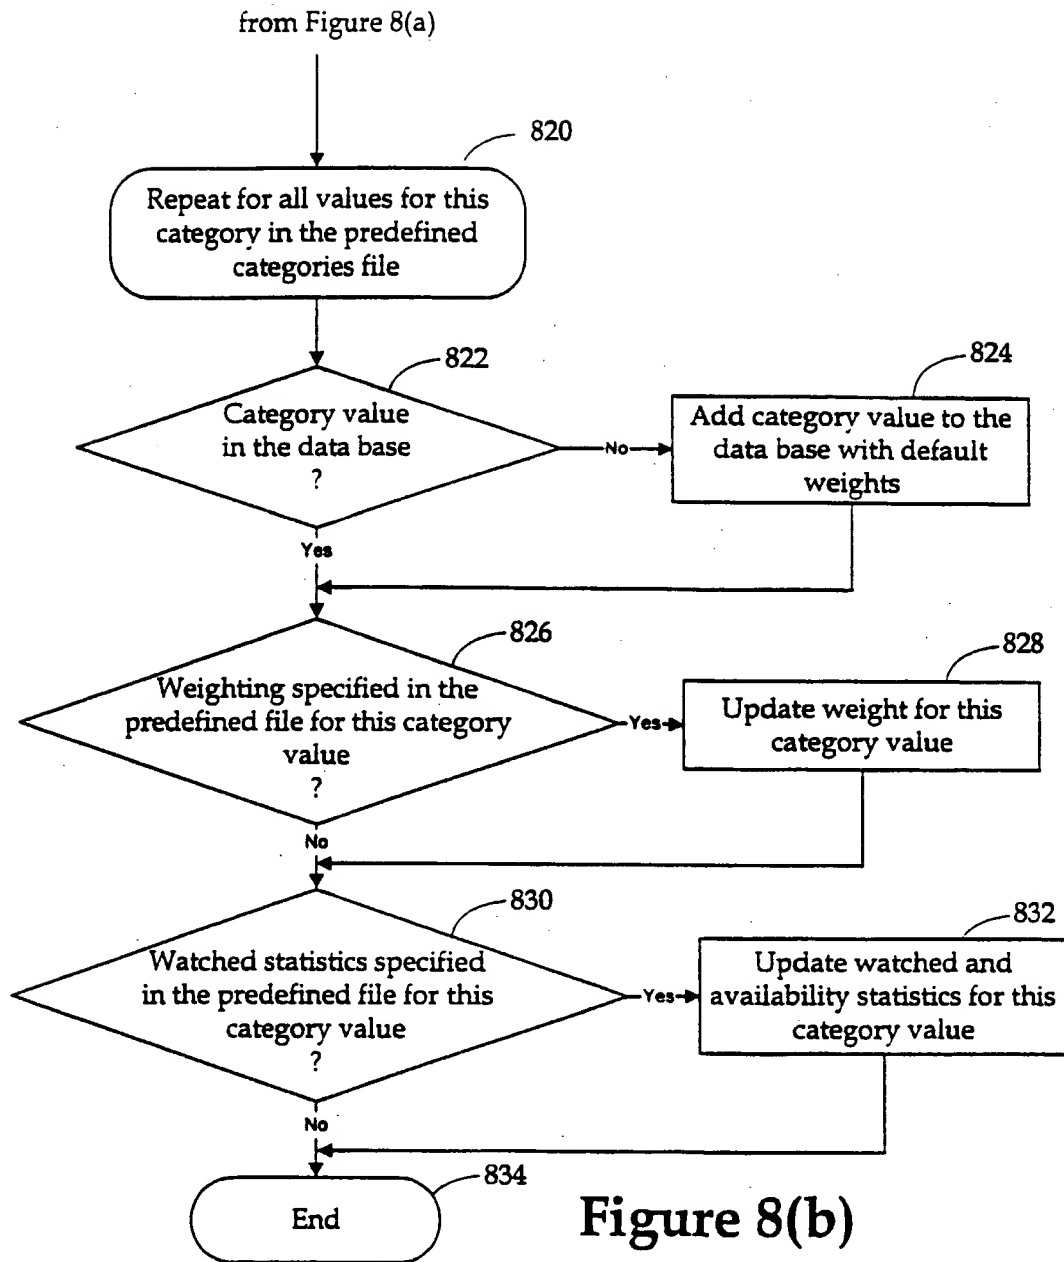 from Figure 8(a)
820
Repeat for all values for this
category in the predefined
categories file
822
Category value
in the data base
?
No
824
Add category value to the
data base with default
weights
Yes
826
Weighting specified in the
predefined file for this category
value
?
Yes
828
Update weight for this
category value
No
830
Watched statistics specified
in the predefined file for this
category value
?
Yes
832
Update watched and
availability statistics for this
category value
No
834
End
Figure 8(b)